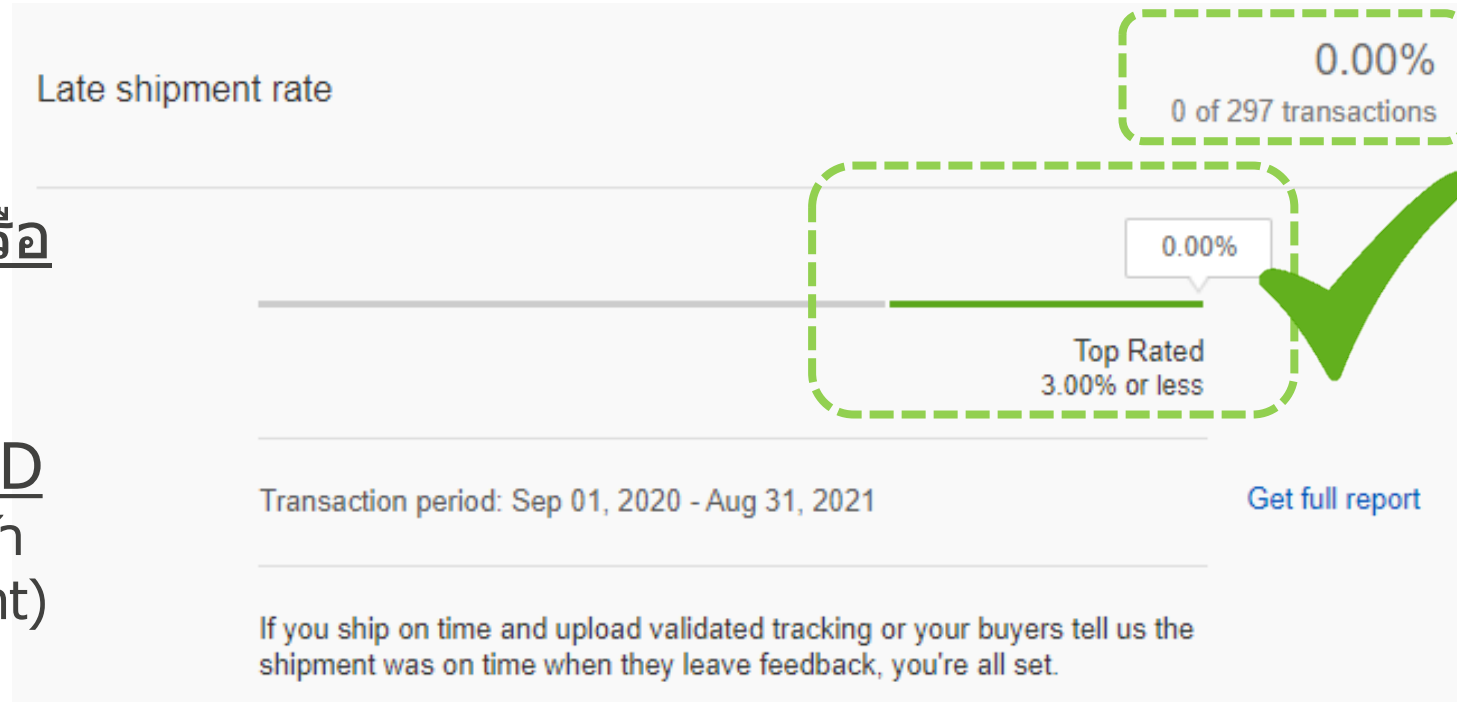 Late shipment rate
0.00%
0 of 297 transactions
0.00%
Top Rated
3.00% or less
Transaction period: Sep 01, 2020 - Aug 31, 2021
Get full report
If you ship on time and upload validated tracking or your buyers tell us the
shipment was on time when they leave feedback, you're all set.